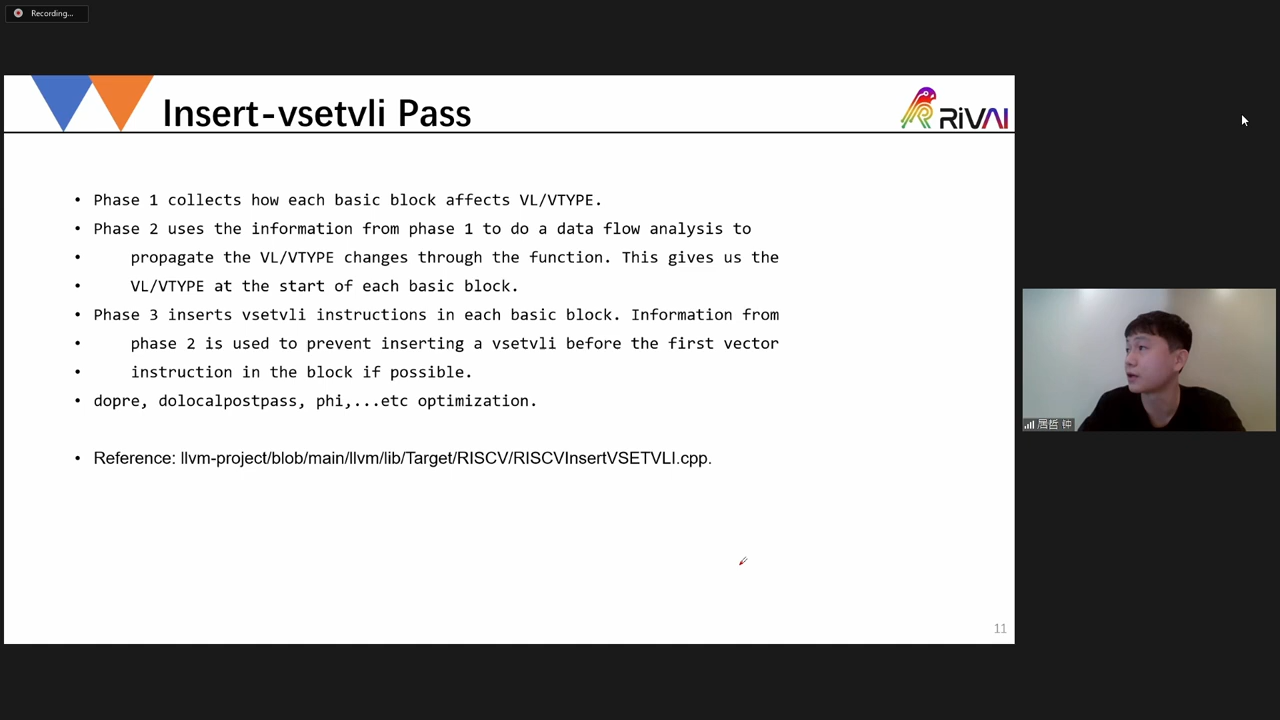 Recording...
Insert-vsetvli Pass
RiVAI
• Phase 1 collects how each basic block affects VL/VTYPE.
• Phase 2 uses the information from phase 1 to do a data flow analysis to
• propagate the VL/VTYPE changes through the function. This gives us the
• VL/VTYPE at the start of each basic block.
• Phase 3 inserts vsetvli instructions in each basic block. Information from
• phase 2 is used to prevent inserting a vsetvli before the first vector
• instruction in the block if possible.
• dopre, dolocalpostpass, phi,...etc optimization.
• Reference: llvm-project/blob/main/llvm/lib/Target/RISCV/RISCVInsertVSETVLI.cpp.
11
居哲 钟